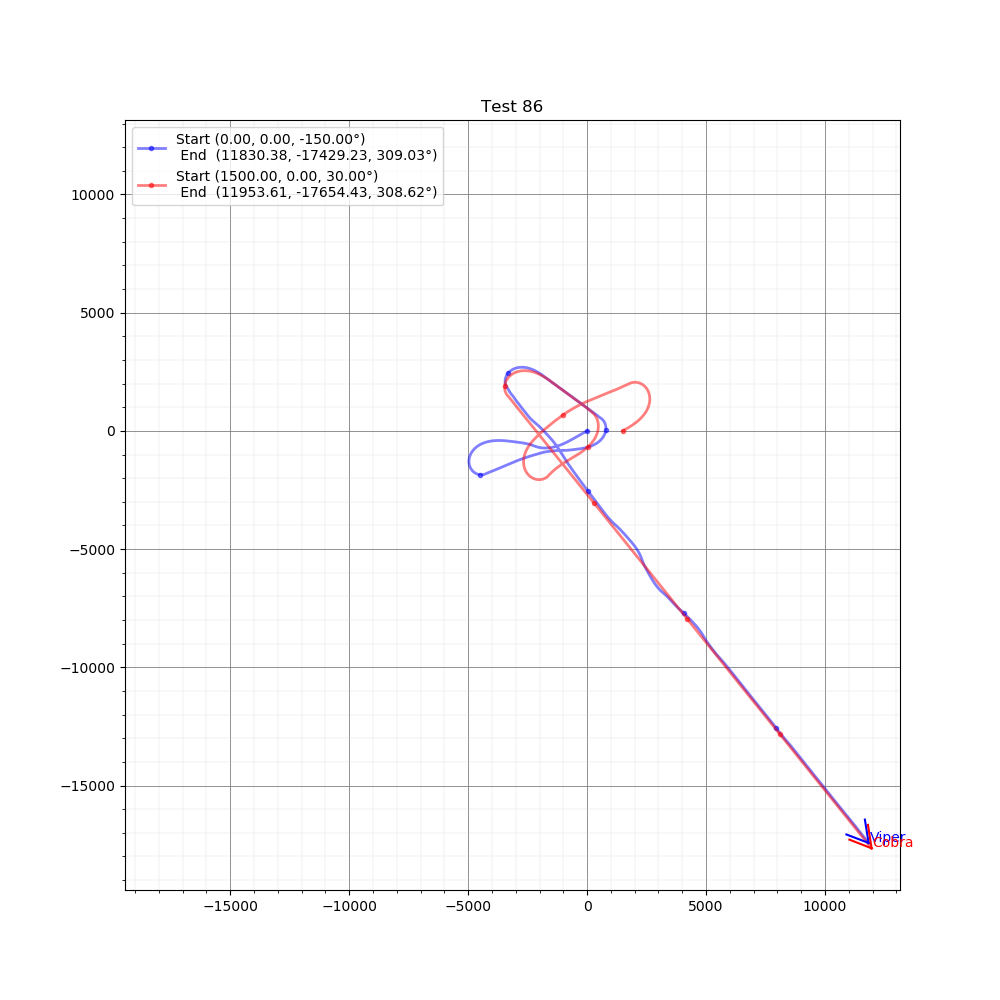 Test 86
Start (0.00, 0.00, -150.00°)
End (11830.38, -17429.23, 309.03°)
Start (1500.00, 0.00, 30.00°)
End (11953.61, -17654.43, 308.62°)
10000
5000
0
−5000
−10000
−15000
Viper
Cobra
−15000
−10000
−5000
0
5000
10000